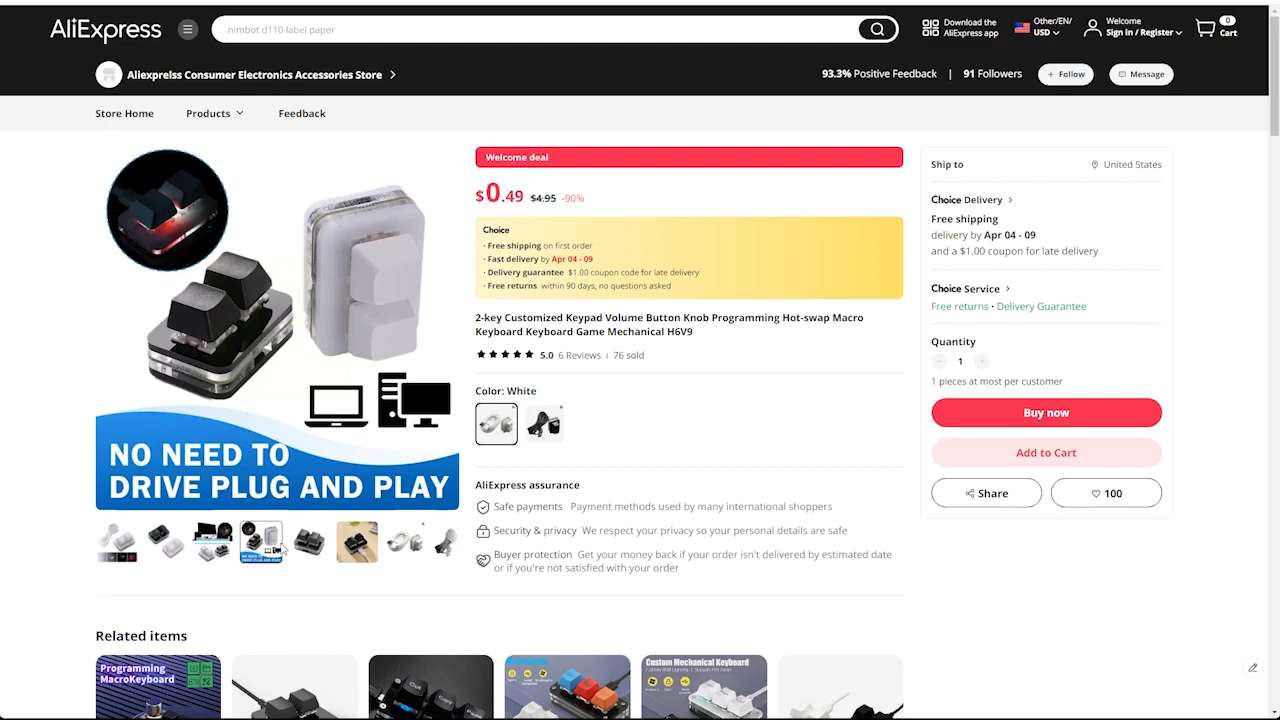 AliExpress
nimbot d110 label paper
Download the
AliExpress app
Other/EN/
USD
Welcome
Sign in / Register
0
Cart
Aliexprelss Consumer Electronics Accessories Store
93.3% Positive Feedback | 91 Followers
+ Follow
Message
Store Home
Products
Feedback
NO NEED TO
DRIVE PLUG AND PLAY
Welcome deal
$0.49 $4.95 -90%
Choice
· Free shipping on first order
· Fast delivery by Apr 04 - 09
· Delivery guarantee $1.00 coupon code for late delivery
· Free returns within 90 days, no questions asked
2-key Customized Keypad Volume Button Knob Programming Hot-swap Macro
Keyboard Keyboard Game Mechanical H6V9
5.0 6 Reviews | 76 sold
Color: White
AliExpress assurance
Safe payments Payment methods used by many international shoppers
Security & privacy We respect your privacy so your personal details are safe
Buyer protection Get your money back if your order isn't delivered by estimated date
or if you're not satisfied with your order
Ship to
United States
Choice Delivery
Free shipping
delivery by Apr 04 - 09
and a $1.00 coupon for late delivery
Choice Service
Free returns · Delivery Guarantee
Quantity
1
1 pieces at most per customer
Buy now
Add to Cart
Share
100
Related items
Programming
MacroKeyboard
Custom Mechanical Keyboard